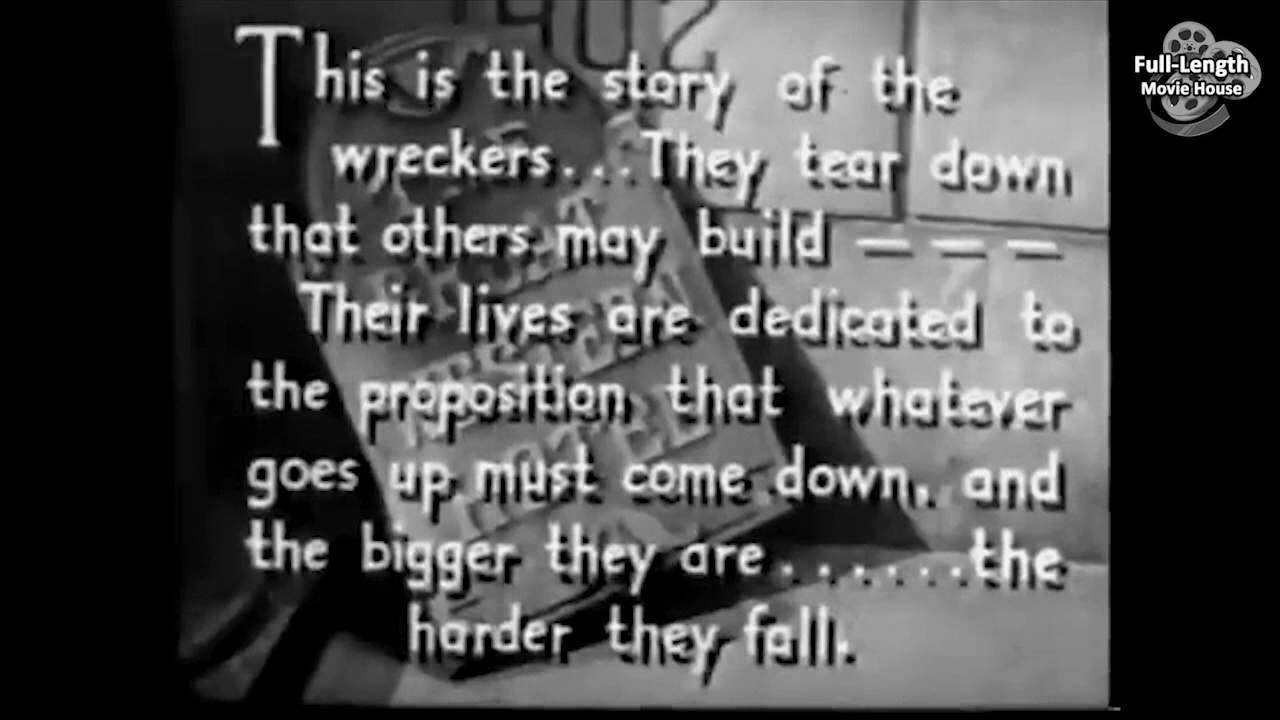 1902
This is the story of the
wreckers...They tear down
that others may build — — —
Their lives are dedicated to
the proposition that whatever
goes up must come down, and
the bigger they are.......the
harder they fall.
Full-Length
Movie House